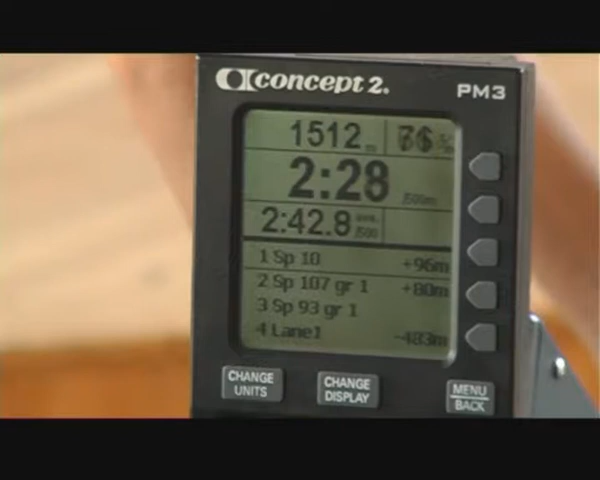 concept 2.
PM3
1512 m
2:28 /500m
2:42.8 ave. /500
1 Sp 10 +96m
2 Sp 107 gr 1 +80m
3 Sp 93 gr 1
4 Lane1 -483m
CHANGE UNITS
CHANGE DISPLAY
MENU BACK